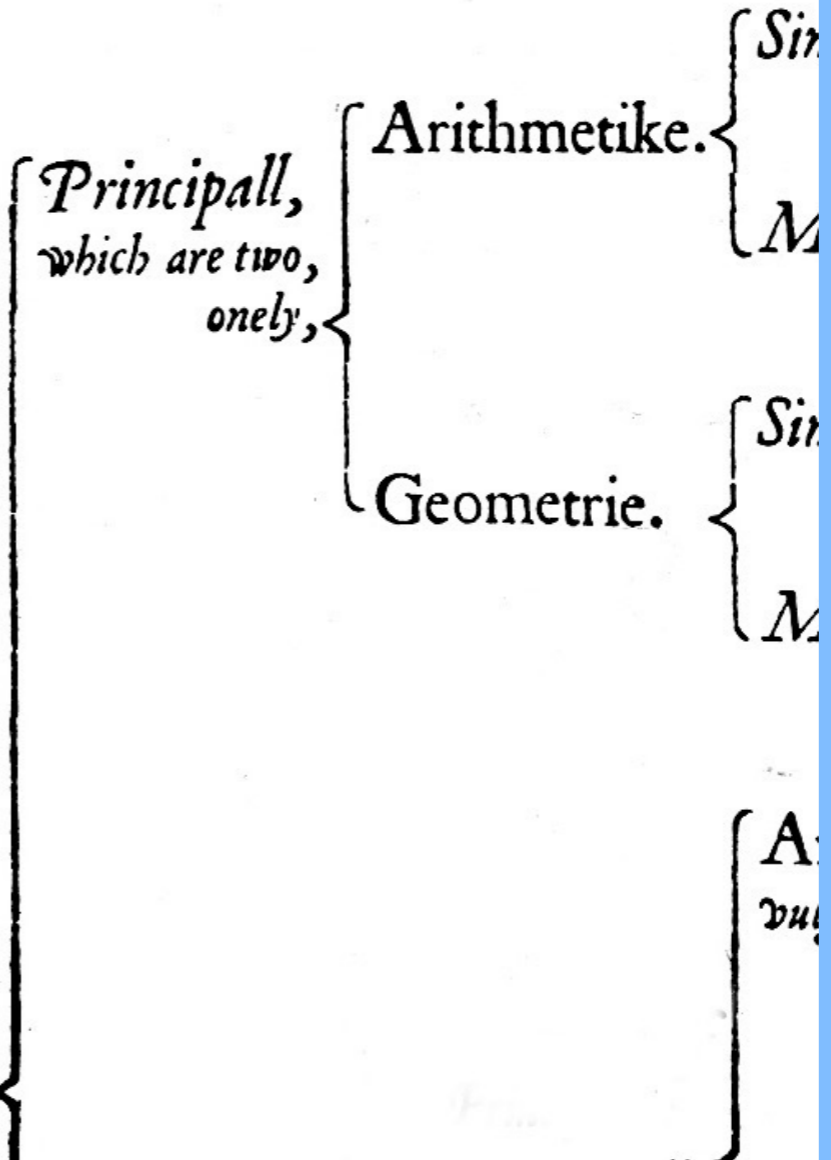 Arithmetike.
Principall,
which are two,
onely,
Geometrie.